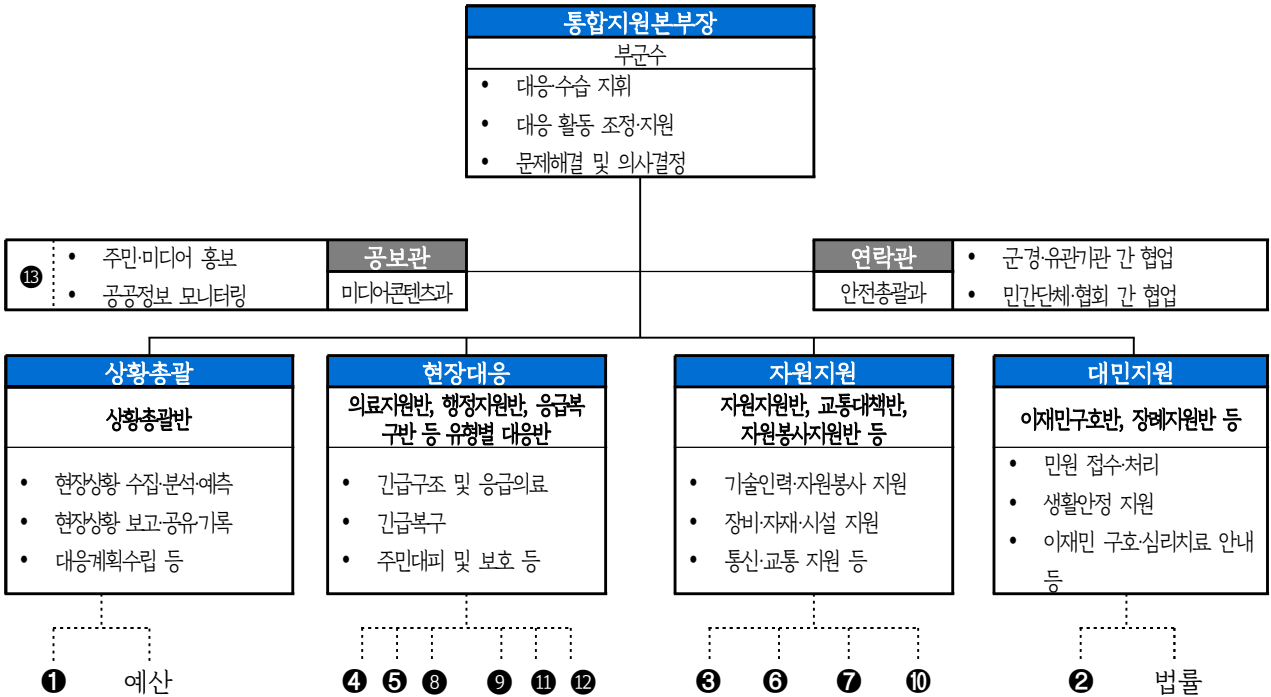 통합지원본부장
부군수
• 대응·수습 지휘
• 대응 활동 조정·지원
• 문제해결 및 의사결정
⓭
• 주민·미디어 홍보
• 공공정보 모니터링
공보관
미디어콘텐츠과
연락관
안전총괄과
• 군·경·유관기관 간 협업
• 민간단체·협회 간 협업
상황총괄
상황총괄반
• 현장상황 수집·분석·예측
• 현장상황 보고·공유·기록
• 대응계획수립 등
❶ 예산
현장대응
의료지원반, 행정지원반, 응급복
구반 등 유형별 대응반
• 긴급구조 및 응급의료
• 긴급복구
• 주민대피 및 보호 등
❹ ❺ ❽ ❾ ⓫ ⓬
자원지원
자원지원반, 교통대책반,
자원봉사지원반 등
• 기술인력·자원봉사 지원
• 장비·자재·시설 지원
• 통신·교통 지원 등
❸ ❻ ❼ ❿
대민지원
이재민구호반, 장례지원반 등
• 민원 접수·처리
• 생활안정 지원
• 이재민 구호·심리치료 안내
등
❷ 법률